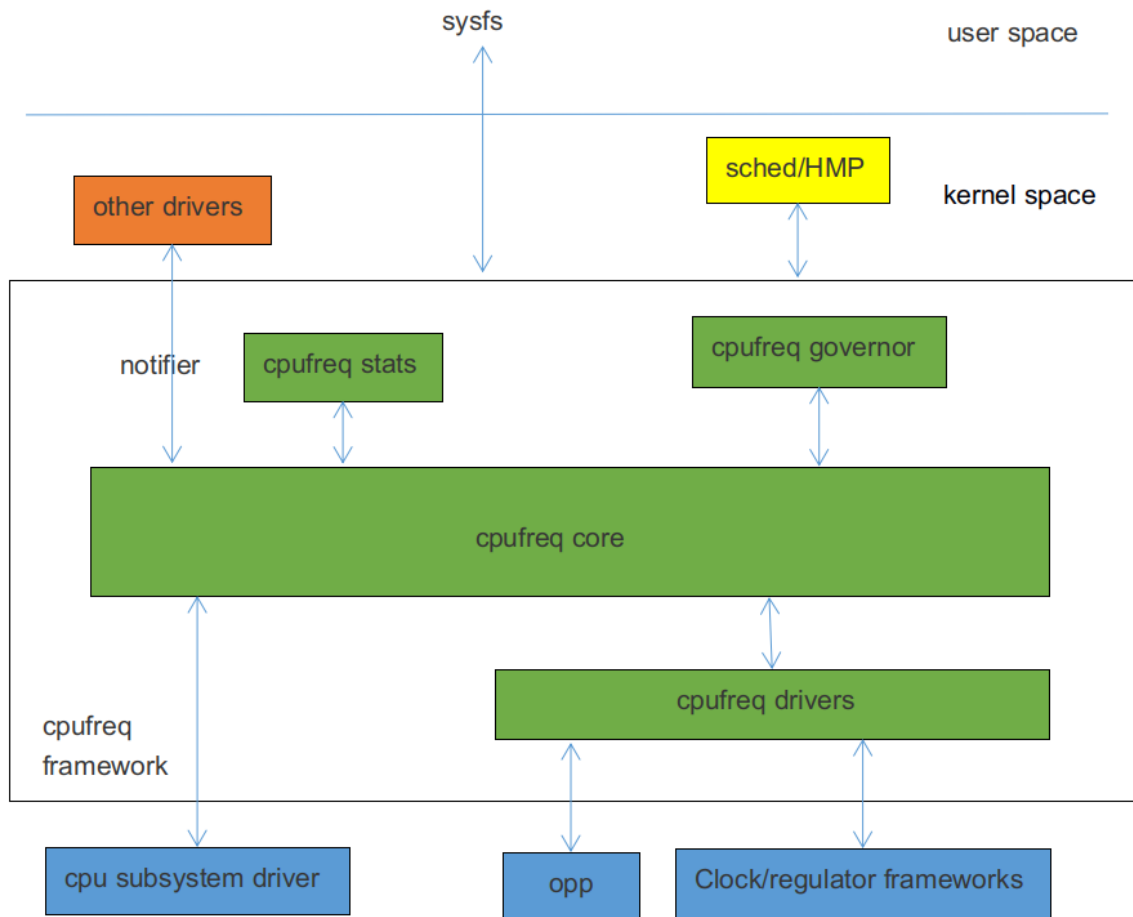 sysfs
user space
sched/HMP
kernel space
other drivers
notifier
cpufreq stats
cpufreq governor
cpufreq core
cpufreq drivers
cpufreq
framework
cpu subsystem driver
opp
Clock/regulator frameworks